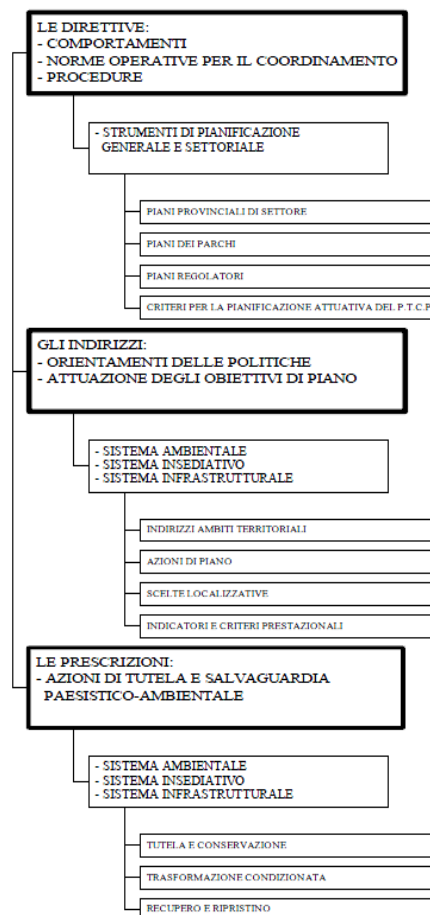 LE DIRETTIVE:
- COMPORTAMENTI
- NORME OPERATIVE PER IL COORDINAMENTO
- PROCEDURE
- STRUMENTI DI PIANIFICAZIONE
GENERALE E SETTORIALE
PIANI PROVINCIALI DI SETTORE
PIANI DEI PARCHI
PIANI REGOLATORI
CRITERI PER LA PIANIFICAZIONE ATTUATIVA DEL P.T.C.P
GLI INDIRIZZI:
- ORIENTAMENTI DELLE POLITICHE
- ATTUAZIONE DEGLI OBIETTIVI DI PIANO
- SISTEMA AMBIENTALE
- SISTEMA INSEDIATIVO
- SISTEMA INFRASTRUTTURALE
INDIRIZZI AMBITI TERRITORIALI
AZIONI DI PIANO
SCELTE LOCALIZZATIVE
INDICATORI E CRITERI PRESTAZIONALI
LE PRESCRIZIONI:
- AZIONI DI TUTELA E SALVAGUARDIA
PAESISTICO-AMBIENTALE
- SISTEMA AMBIENTALE
- SISTEMA INSEDIATIVO
- SISTEMA INFRASTRUTTURALE
TUTELA E CONSERVAZIONE
TRASFORMAZIONE CONDIZIONATA
RECUPERO E RIPRISTINO